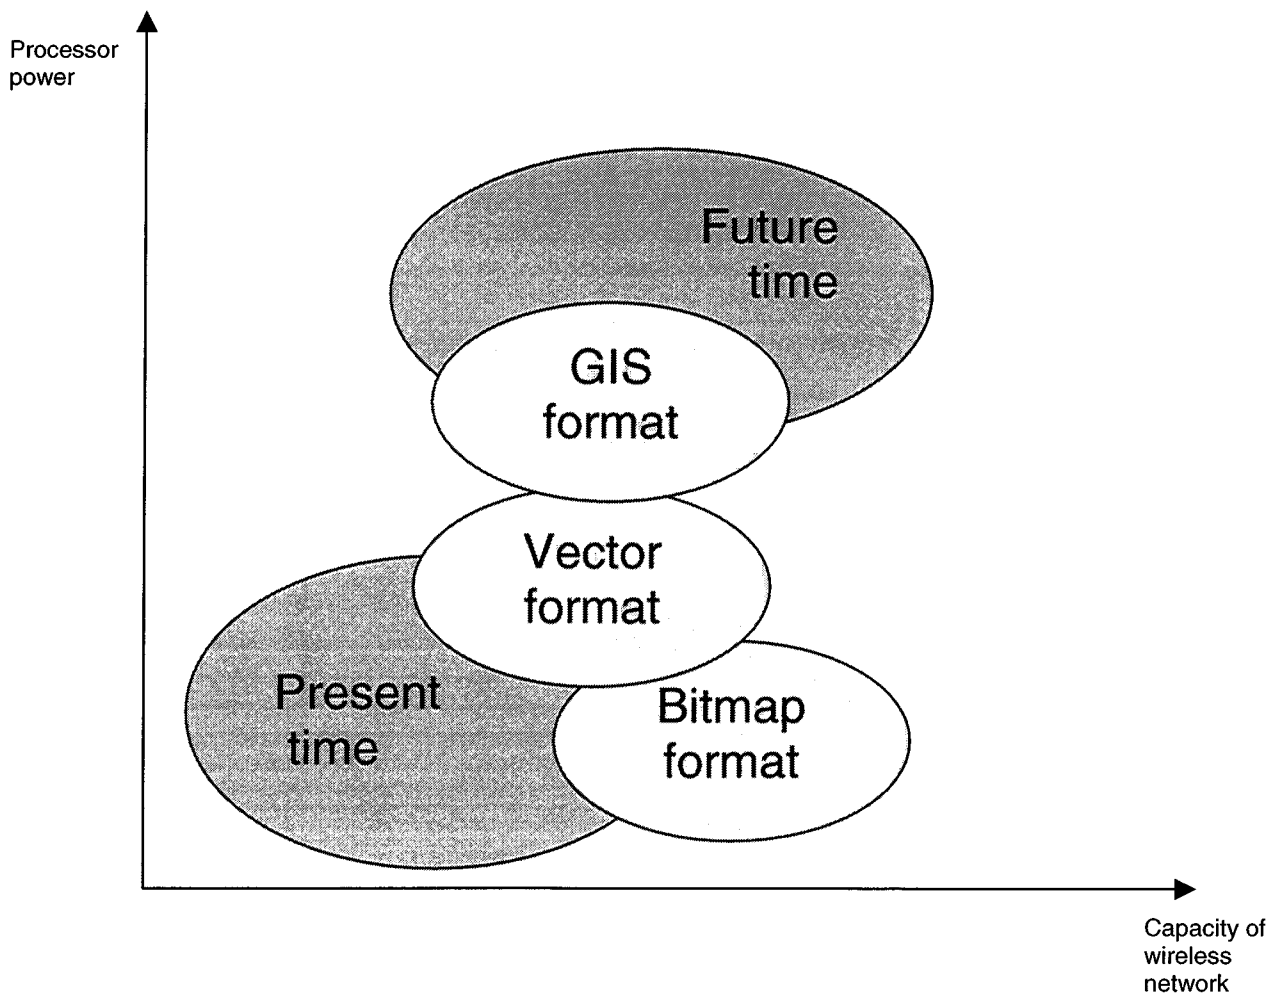 Processor
power
Future
time
GIS
format
Vector
format
Present
time
Bitmap
format
Capacity of
wireless
network